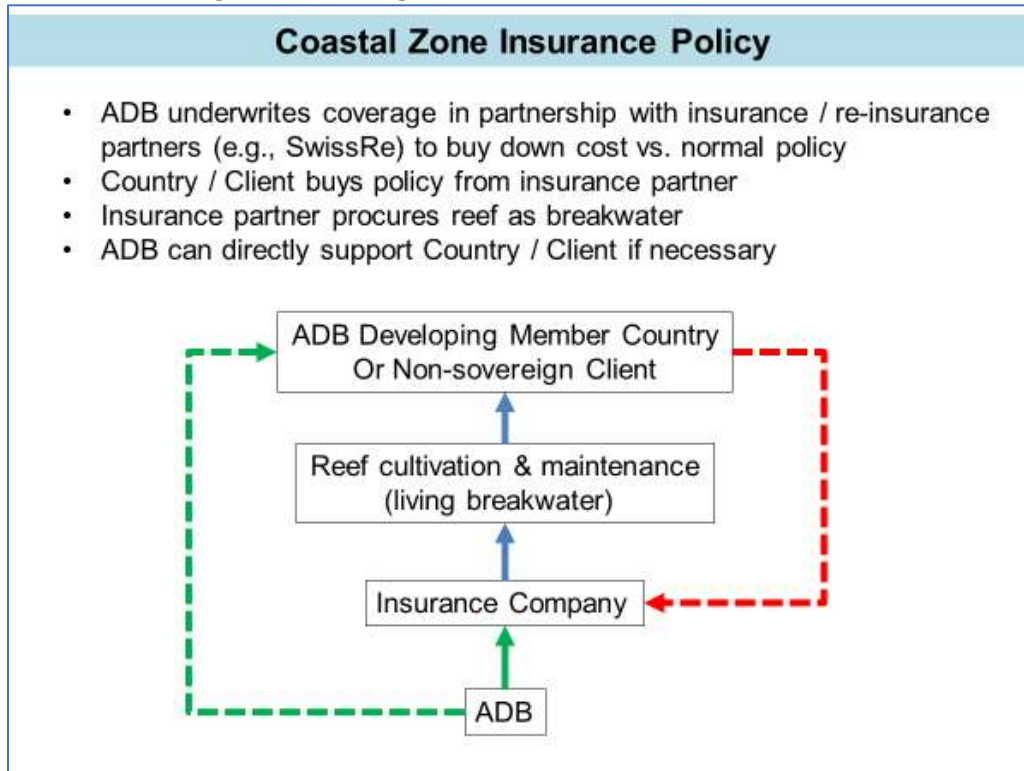 Coastal Zone Insurance Policy
• ADB underwrites coverage in partnership with insurance / re-insurance
partners (e.g., SwissRe) to buy down cost vs. normal policy
• Country / Client buys policy from insurance partner
• Insurance partner procures reef as breakwater
• ADB can directly support Country / Client if necessary
ADB Developing Member Country
Or Non-sovereign Client
Reef cultivation & maintenance
(living breakwater)
Insurance Company
ADB